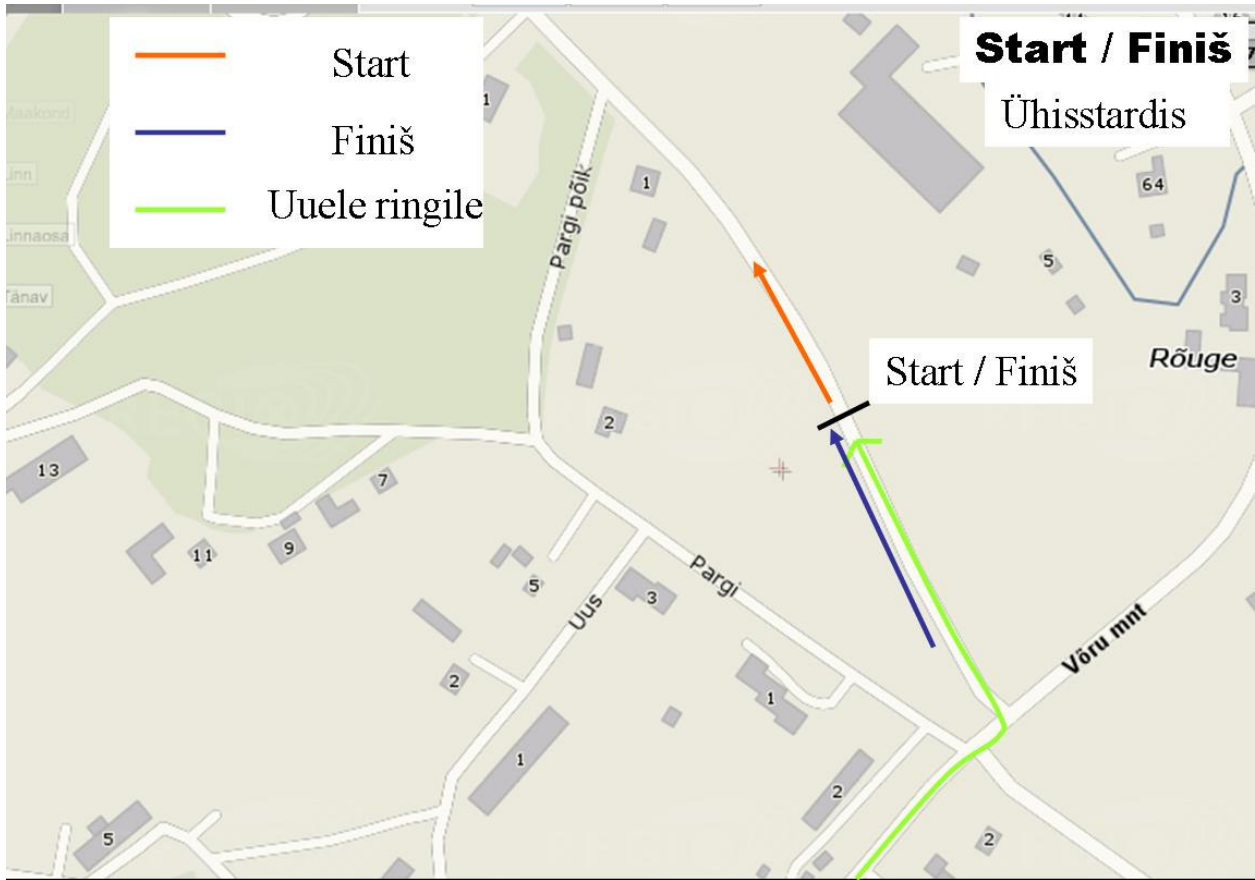 Start
Finiš
Uuele ringile
Start / Finiš
Ühisstardis
Maakond
Linn
Linnaosa
Tänav
1
Pargi põik
1
64
5
3
Rõuge
Start / Finiš
2
13
7
11
9
5
3
Uus
Pargi
Võru mnt
2
1
1
2
5
2